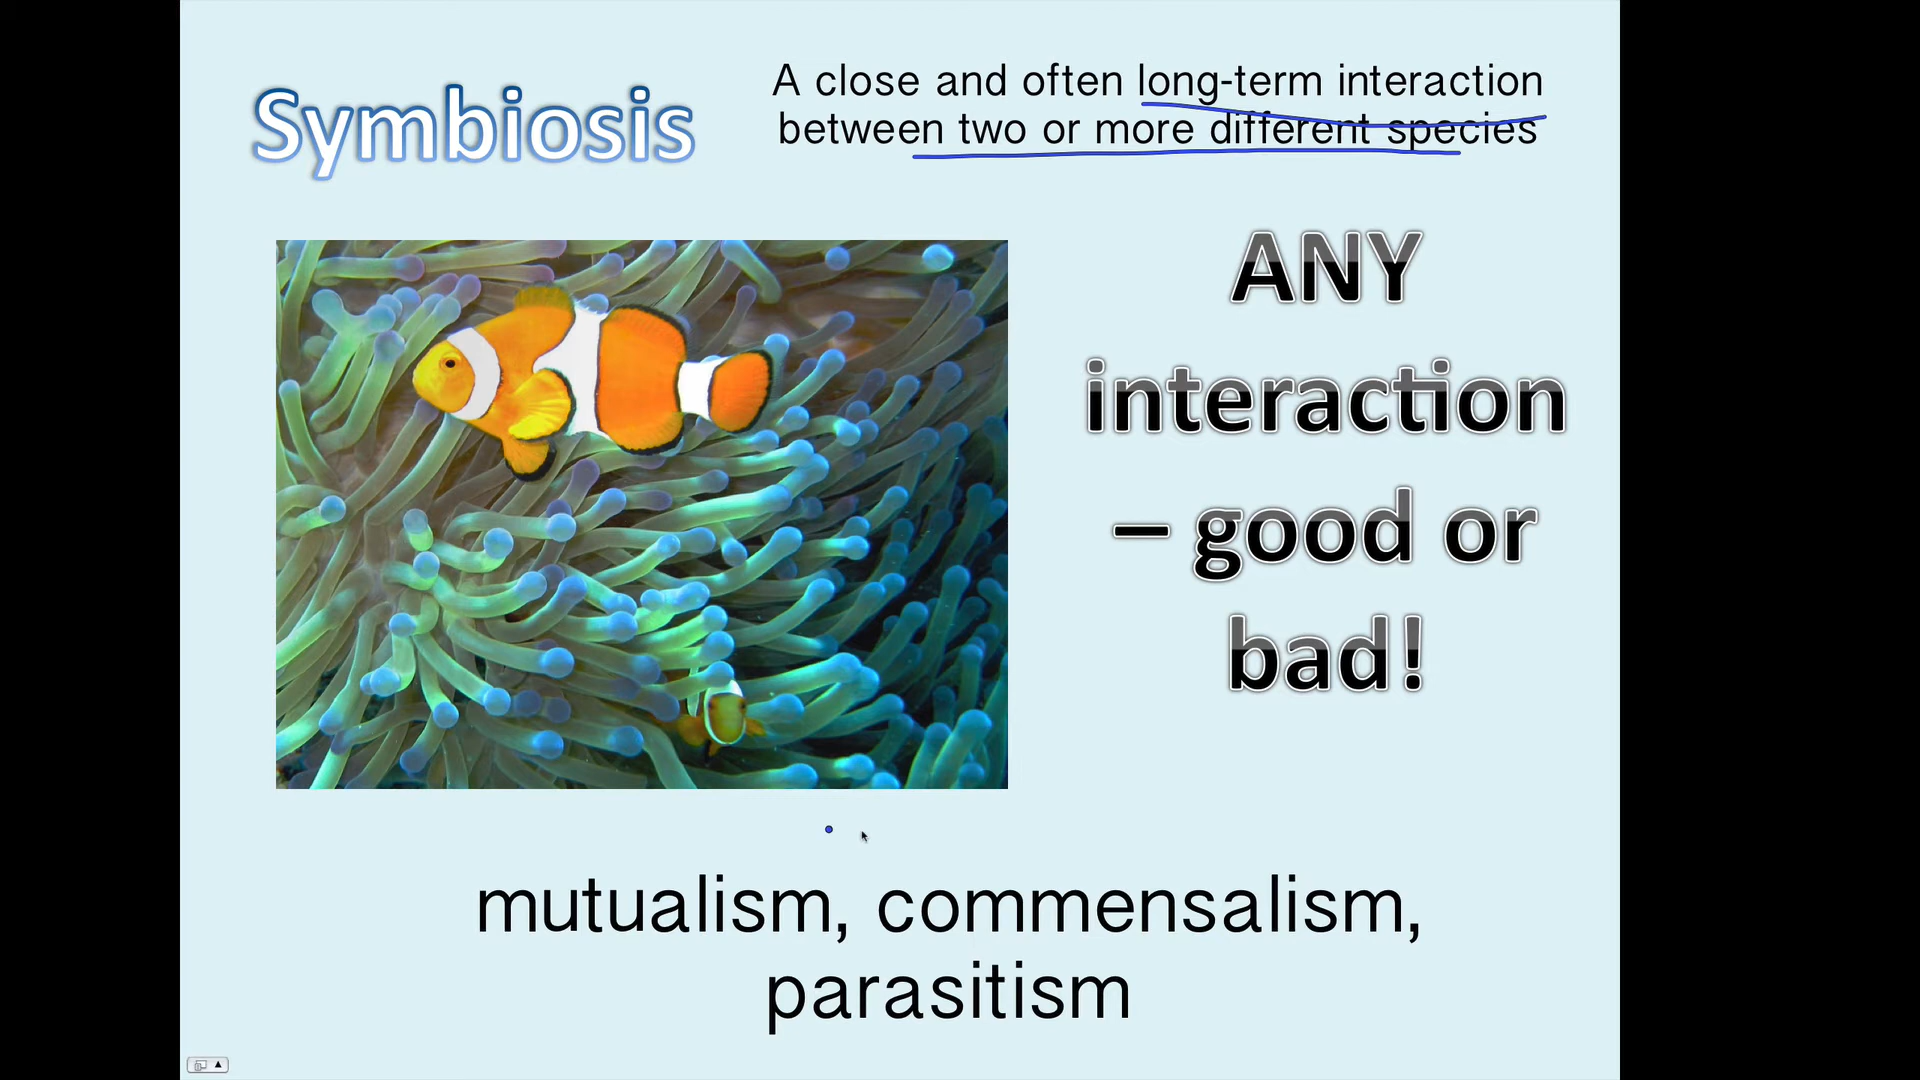 Symbiosis
A close and often long-term interaction
between two or more different species
ANY
interaction
– good or
bad!
mutualism, commensalism,
parasitism